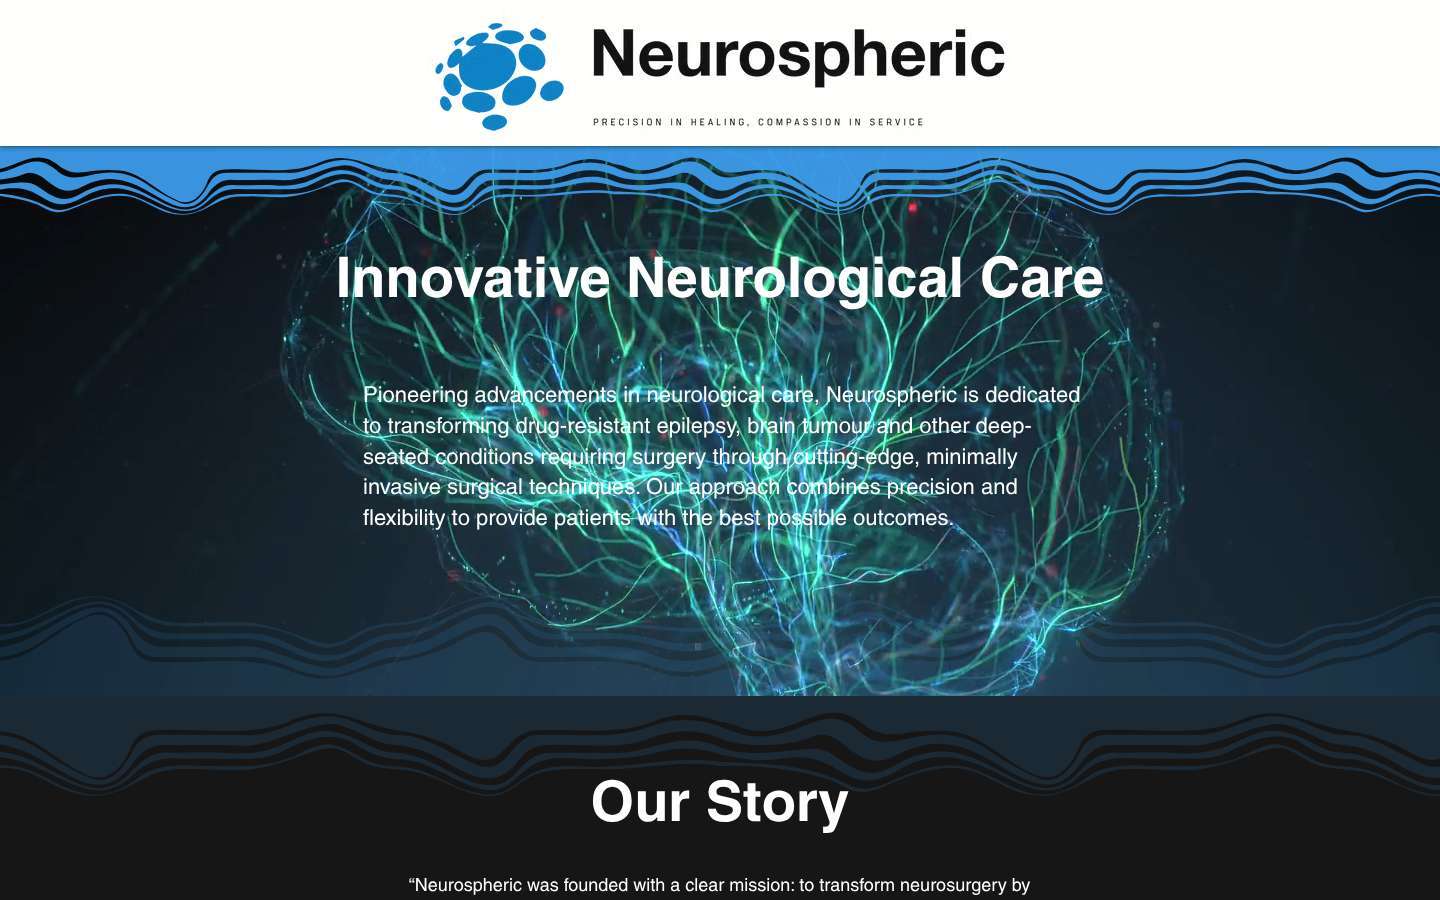 Neurospheric
PRECISION IN HEALING, COMPASSION IN SERVICE
Innovative Neurological Care
Pioneering advancements in neurological care, Neurospheric is dedicated
to transforming drug-resistant epilepsy, brain tumour and other deep-
seated conditions requiring surgery through cutting-edge, minimally
invasive surgical techniques. Our approach combines precision and
flexibility to provide patients with the best possible outcomes.
Our Story
“Neurospheric was founded with a clear mission: to transform neurosurgery by